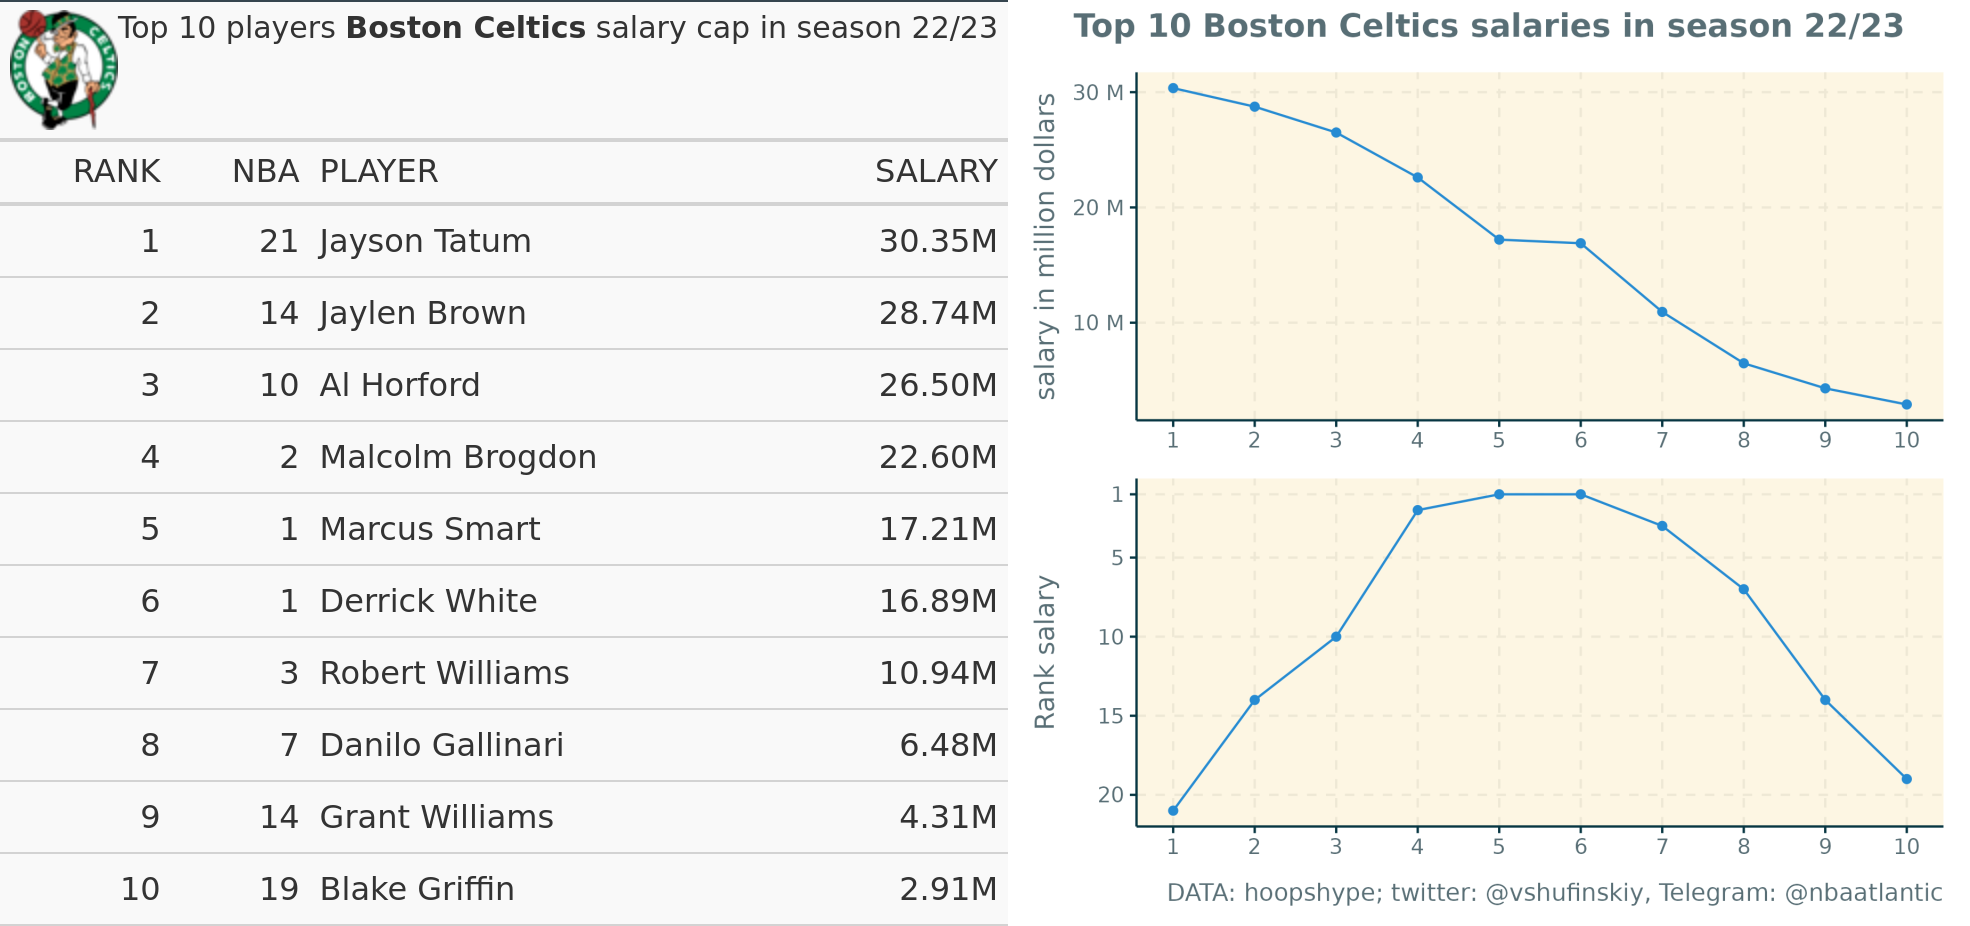 BOSTON CELTICS
Top 10 players Boston Celtics salary cap in season 22/23
RANK NBA PLAYER SALARY
1 21 Jayson Tatum 30.35M
2 14 Jaylen Brown 28.74M
3 10 Al Horford 26.50M
4 2 Malcolm Brogdon 22.60M
5 1 Marcus Smart 17.21M
6 1 Derrick White 16.89M
7 3 Robert Williams 10.94M
8 7 Danilo Gallinari 6.48M
9 14 Grant Williams 4.31M
10 19 Blake Griffin 2.91M
Top 10 Boston Celtics salaries in season 22/23
salary in million dollars
30 M
20 M
10 M
1 2 3 4 5 6 7 8 9 10
Rank salary
1
5
10
15
20
1 2 3 4 5 6 7 8 9 10
DATA: hoopshype; twitter: @vshufinskiy, Telegram: @nbaatlantic